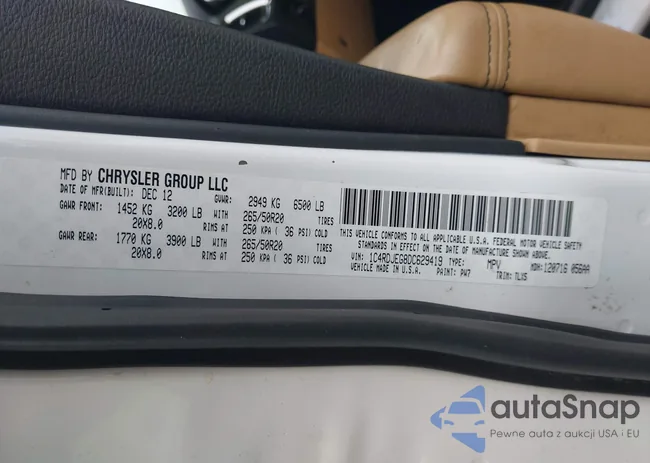 MFD BY CHRYSLER GROUP LLC
DATE OF MFR(BUILT): DEC 12 GVWR: 2949 KG 6500 LB
GAWR FRONT: 1452 KG 3200 LB WITH 265/50R20 TIRES
20X8.0 RIMS AT 250 KPA ( 36 PSI) COLD
GAWR REAR: 1770 KG 3900 LB WITH 265/50R20 TIRES
20X8.0 RIMS AT 250 KPA ( 36 PSI) COLD
THIS VEHICLE CONFORMS TO ALL APPLICABLE U.S.A. FEDERAL MOTOR VEHICLE SAFETY
STANDARDS IN EFFECT ON THE DATE OF MANUFACTURE SHOWN ABOVE.
VIN: 1C4RDJEG8DC629419 TYPE: MPV MDH: 120716 056AA
PAINT: PW7 TRIM: TLXS
autaSnap
Pewne auta z aukcji USA i EU